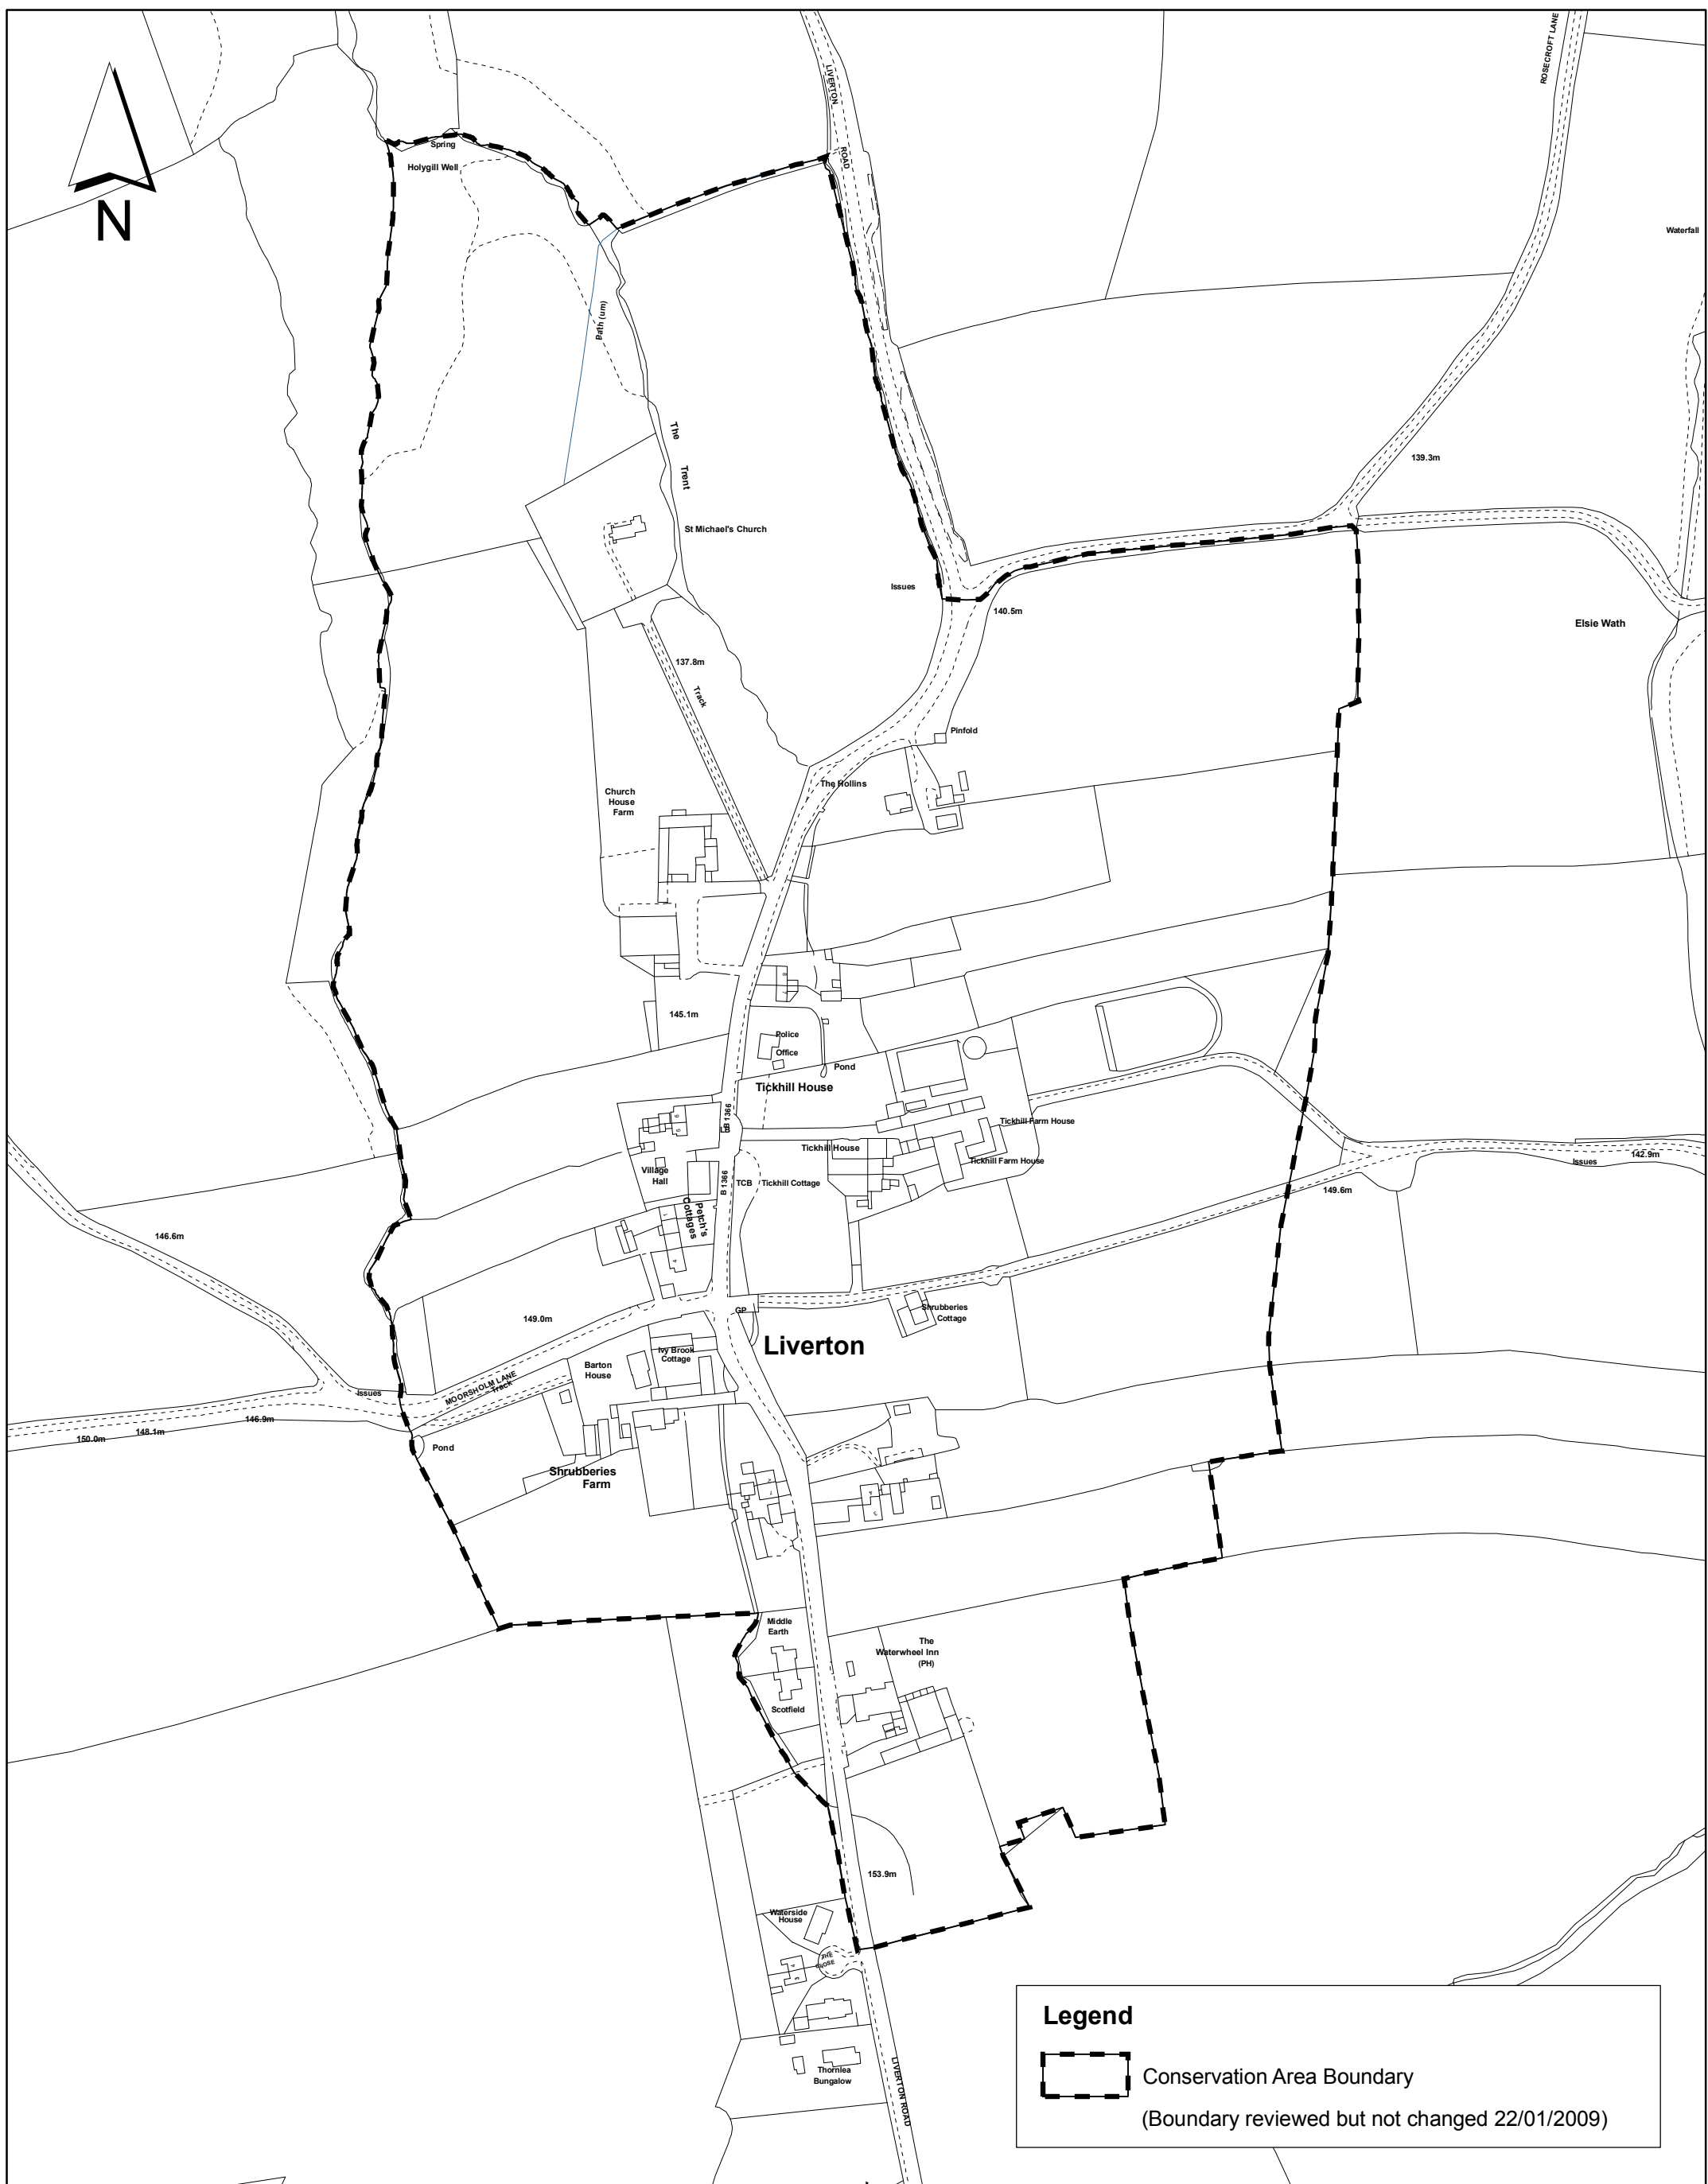 LIVERTON
ROAD
ROSECROFT LANE
Spring
Holygill Well
N
Waterfall
Bath (um)
The
Trent
139.3m
St Michael's Church
Issues
140.5m
Elsie Wath
137.8m
Track
Pinfold
The Hollins
Church
House
Farm
145.1m
Police
Office
Pond
Tickhill House
B 1366
Tickhill Farm House
Tickhill House
Tickhill Farm House
142.9m
Issues
Village
Hall
B 1366
TCB
Tickhill Cottage
149.6m
Petch's
Cottages
146.6m
GP
Shrubberies
Cottage
149.0m
Liverton
Ivy Brook
Cottage
Barton
House
MOORSHOLM LANE
Track
Issues
146.9m
148.1m
150.0m
Pond
Shrubberies
Farm
Middle
Earth
The
Waterwheel Inn
(PH)
Scotfield
153.9m
Waterside
House
THE
CLOSE
Thornlea
Bungalow
LIVERTON ROAD
Legend
Conservation Area Boundary
(Boundary reviewed but not changed 22/01/2009)